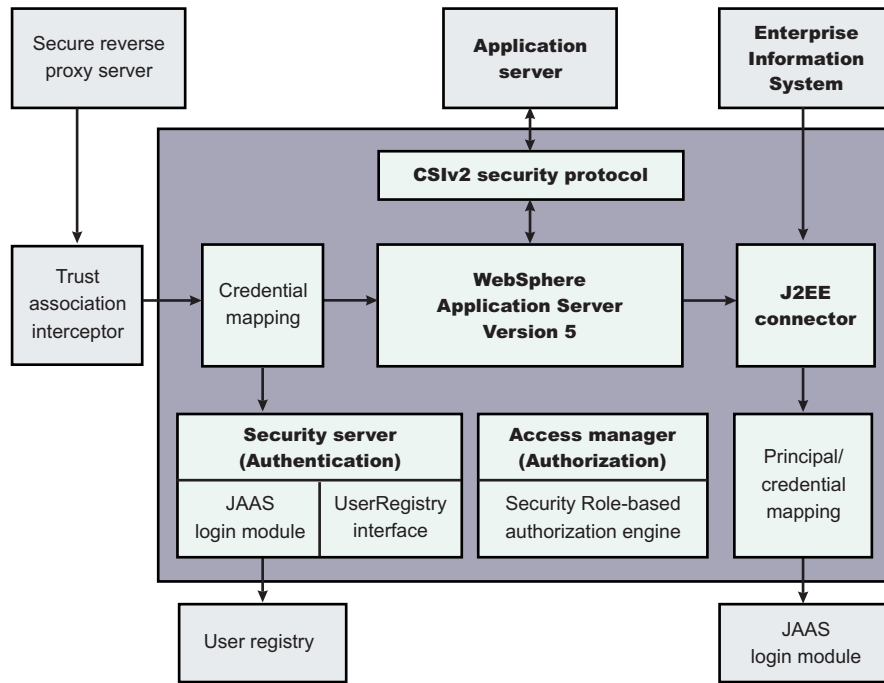 Secure reverse
proxy server
Application
server
Enterprise
Information
System
CSIv2 security protocol
Trust
association
interceptor
Credential
mapping
WebSphere
Application Server
Version 5
J2EE
connector
Security server
(Authentication)
JAAS
login module
UserRegistry
interface
Access manager
(Authorization)
Security Role-based
authorization engine
Principal/
credential
mapping
User registry
JAAS
login module